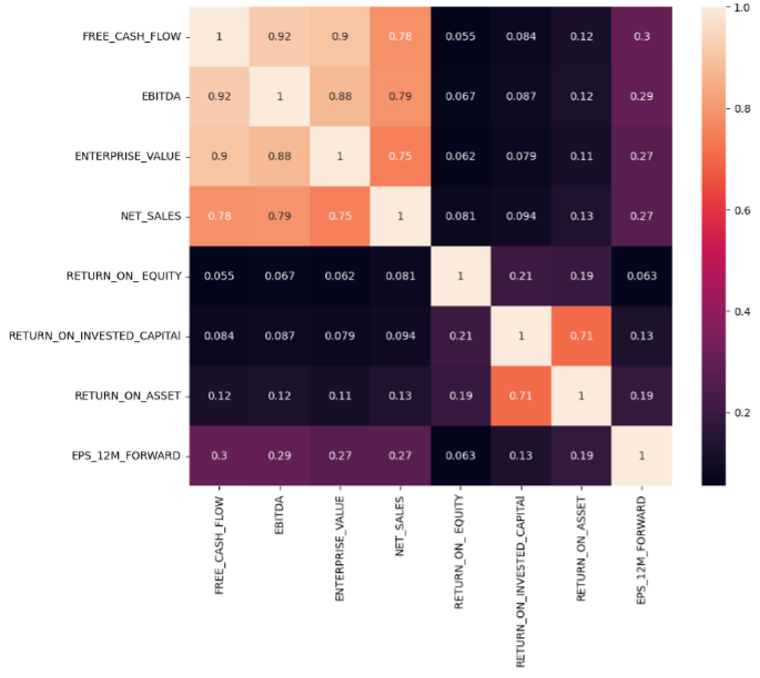 FREE_CASH_FLOW 1 0.92 0.9 0.78 0.055 0.084 0.12 0.3
EBITDA 0.92 1 0.88 0.79 0.067 0.087 0.12 0.29
ENTERPRISE_VALUE 0.9 0.88 1 0.75 0.062 0.079 0.11 0.27
NET_SALES 0.78 0.79 0.75 1 0.081 0.094 0.13 0.27
RETURN_ON_ EQUITY 0.055 0.067 0.062 0.081 1 0.21 0.19 0.063
RETURN_ON_INVESTED_CAPITAl 0.084 0.087 0.079 0.094 0.21 1 0.71 0.13
RETURN_ON_ASSET 0.12 0.12 0.11 0.13 0.19 0.71 1 0.19
EPS_12M_FORWARD 0.3 0.29 0.27 0.27 0.063 0.13 0.19 1
FREE_CASH_FLOW
EBITDA
ENTERPRISE_VALUE
NET_SALES
RETURN_ON_ EQUITY
RETURN_ON_INVESTED_CAPITAl
RETURN_ON_ASSET
EPS_12M_FORWARD
1.0
0.8
0.6
0.4
0.2